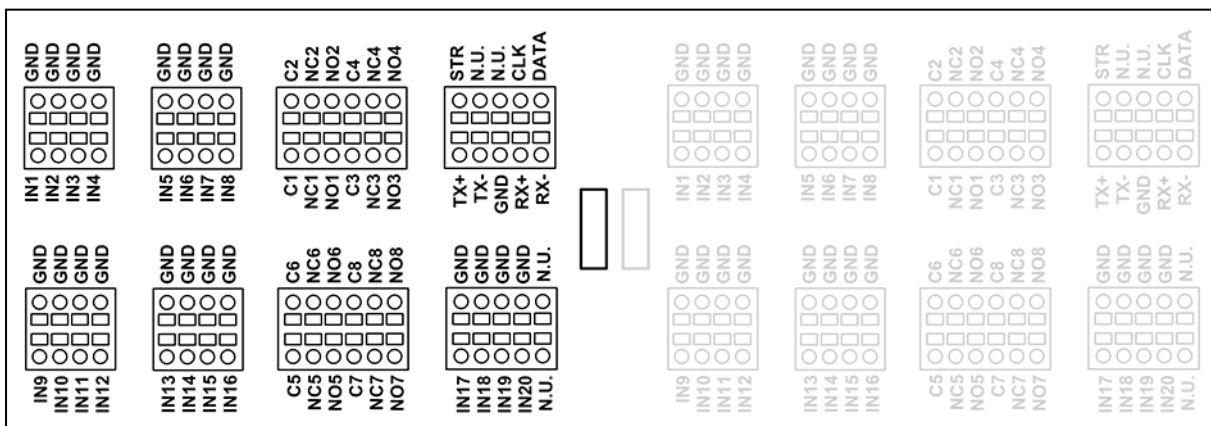 GND GND GND GND
GND GND GND GND
C2 NC2 NO2 C4 NC4 NO4
STR N.U. N.U. CLK DATA
GND GND GND GND
GND GND GND GND
C2 NC2 NO2 C4 NC4 NO4
STR N.U. N.U. CLK DATA
IN1 IN2 IN3 IN4
IN5 IN6 IN7 IN8
C1 NC1 NO1 C3 NC3 NO3
TX+ TX- GND RX+ RX-
IN1 IN2 IN3 IN4
IN5 IN6 IN7 IN8
C1 NC1 NO1 C3 NC3 NO3
TX+ TX- GND RX+ RX-
GND GND GND GND
GND GND GND GND
C6 NC6 NO6 C8 NC8 NO8
GND GND GND GND N.U.
GND GND GND GND
GND GND GND GND
C6 NC6 NO6 C8 NC8 NO8
GND GND GND GND N.U.
IN9 IN10 IN11 IN12
IN13 IN14 IN15 IN16
C5 NC5 NO5 C7 NC7 NO7
IN17 IN18 IN19 IN20 N.U.
IN9 IN10 IN11 IN12
IN13 IN14 IN15 IN16
C5 NC5 NO5 C7 NC7 NO7
IN17 IN18 IN19 IN20 N.U.